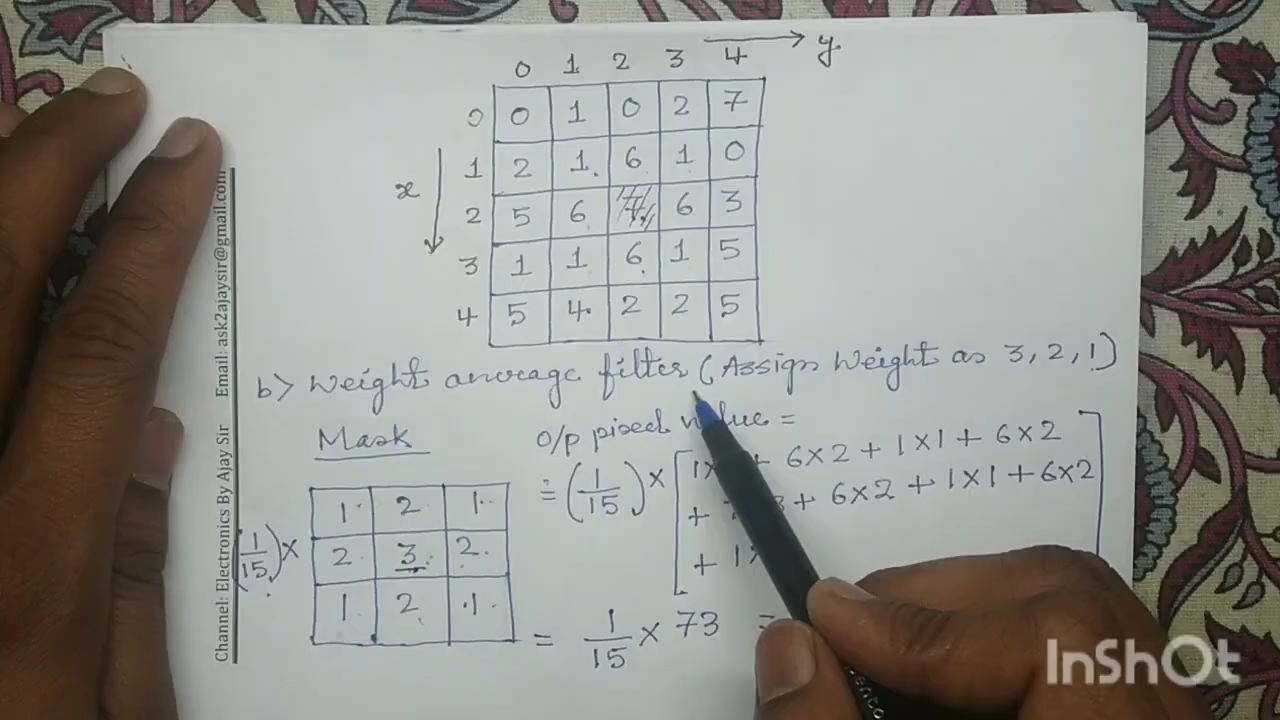 0 1 2 3 4 → y
0 0 1 0 2 7
x 1 2 1 6 1 0
2 5 6 7 6 3
3 1 1 6 1 5
4 5 4 2 2 5
b> Weight average filter (Assign Weight as 3, 2, 1)
Mask
(1/15) ×
1 2 1
2 3 2
1 2 1
o/p pixel value =
= (1/15) × [ 1× + 6×2 + 1×1 + 6×2
+ 6×2 + 1×1 + 6×2
+ 1× ]
= 1/15 × 73 =
Channel: Electronics By Ajay Sir Email: ask2ajaysir@gmail.com
InShOt